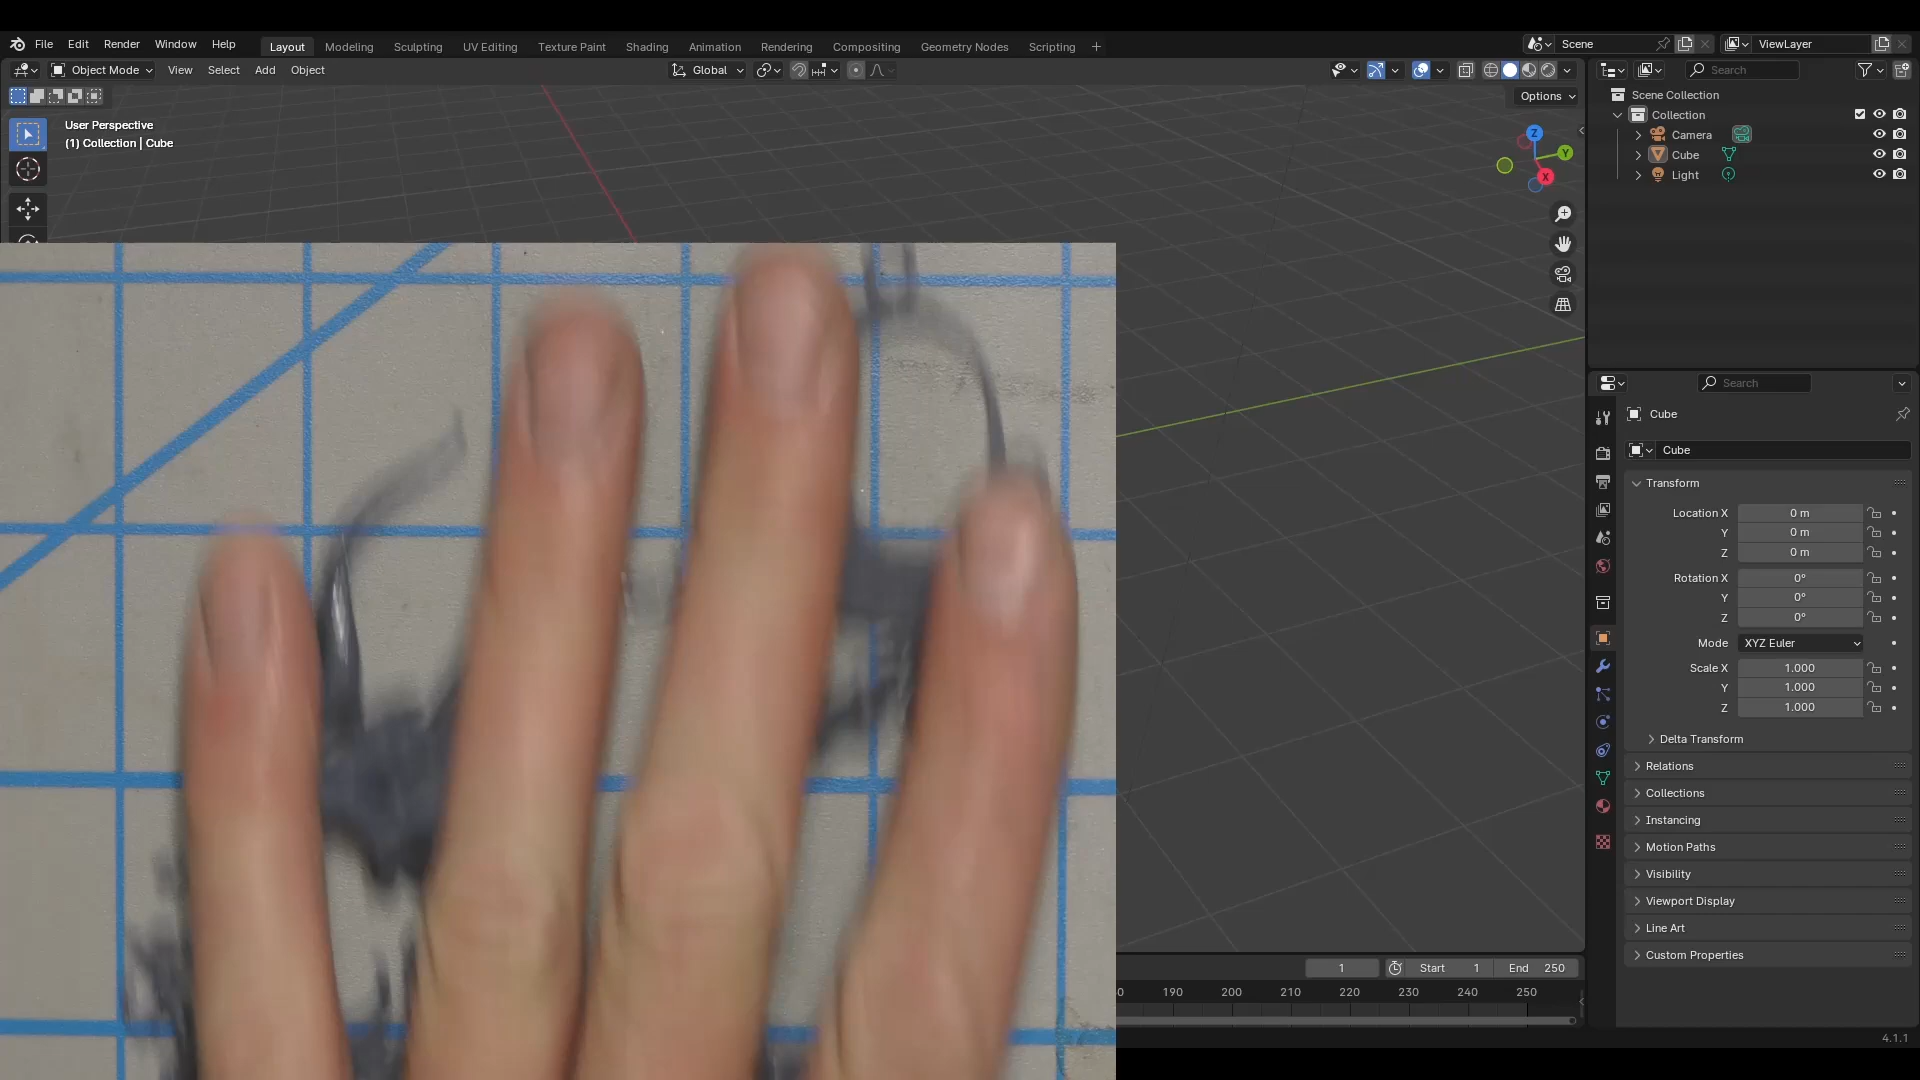 File Edit Render Window Help Layout Modeling Sculpting UV Editing Texture Paint Shading Animation Rendering Compositing Geometry Nodes Scripting + Scene ViewLayer
Object Mode View Select Add Object Global Search
Options
User Perspective
(1) Collection | Cube
Z
Y
X
Scene Collection
Collection
Camera
Cube
Light
Search
Cube
Cube
Transform
Location X 0 m
Y 0 m
Z 0 m
Rotation X 0°
Y 0°
Z 0°
Mode XYZ Euler
Scale X 1.000
Y 1.000
Z 1.000
Delta Transform
Relations
Collections
Instancing
Motion Paths
Visibility
Viewport Display
Line Art
Custom Properties
1 Start 1 End 250
190 200 210 220 230 240 250
4.1.1